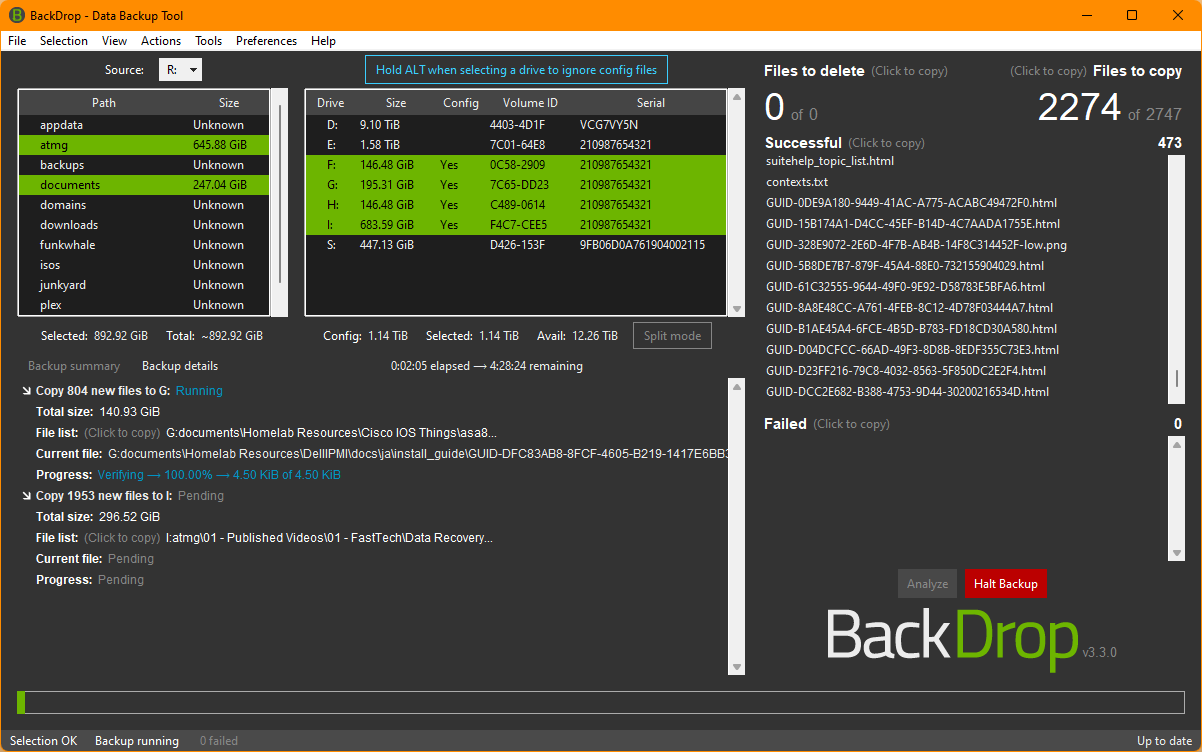 BackDrop - Data Backup Tool
File Selection View Actions Tools Preferences Help
Source: R:
Hold ALT when selecting a drive to ignore config files
Path Size
appdata Unknown
atmg 645.88 GiB
backups Unknown
documents 247.04 GiB
domains Unknown
downloads Unknown
funkwhale Unknown
isos Unknown
junkyard Unknown
plex Unknown
Drive Size Config Volume ID Serial
D: 9.10 TiB 4403-4D1F VCG7VY5N
E: 1.58 TiB 7C01-64E8 210987654321
F: 146.48 GiB Yes 0C58-2909 210987654321
G: 195.31 GiB Yes 7C65-DD23 210987654321
H: 146.48 GiB Yes C489-0614 210987654321
I: 683.59 GiB Yes F4C7-CEE5 210987654321
S: 447.13 GiB D426-153F 9FB06D0A761904002115
Selected: 892.92 GiB Total: ~892.92 GiB
Config: 1.14 TiB Selected: 1.14 TiB Avail: 12.26 TiB Split mode
Backup summary Backup details
0:02:05 elapsed → 4:28:24 remaining
Copy 804 new files to G: Running
Total size: 140.93 GiB
File list: (Click to copy) G:documents\Homelab Resources\Cisco IOS Things\asa8...
Current file: G:documents\Homelab Resources\DellIPMI\docs\ja\install_guide\GUID-DFC83AB8-8FCF-4605-B219-1417E6BB3
Progress: Verifying → 100.00% → 4.50 KiB of 4.50 KiB
Copy 1953 new files to I: Pending
Total size: 296.52 GiB
File list: (Click to copy) I:atmg\01 - Published Videos\01 - FastTech\Data Recovery...
Current file: Pending
Progress: Pending
Files to delete (Click to copy)
(Click to copy) Files to copy
0 of 0
2274 of 2747
Successful (Click to copy) 473
suitehelp_topic_list.html
contexts.txt
GUID-0DE9A180-9449-41AC-A775-ACABC49472F0.html
GUID-15B174A1-D4CC-45EF-B14D-4C7AADA1755E.html
GUID-328E9072-2E6D-4F7B-AB4B-14F8C314452F-low.png
GUID-5B8DE7B7-879F-45A4-88E0-732155904029.html
GUID-61C32555-9644-49F0-9E92-D58783E5BFA6.html
GUID-8A8E48CC-A761-4FEB-8C12-4D78F03444A7.html
GUID-B1AE45A4-6FCE-4B5D-B783-FD18CD30A580.html
GUID-D04DCFCC-66AD-49F3-8D8B-8EDF355C73E3.html
GUID-D23FF216-79C8-4032-8563-5F850DC2E2F4.html
GUID-DCC2E682-B388-4753-9D44-30200216534D.html
Failed (Click to copy) 0
Analyze Halt Backup
BackDrop v3.3.0
Selection OK Backup running 0 failed Up to date